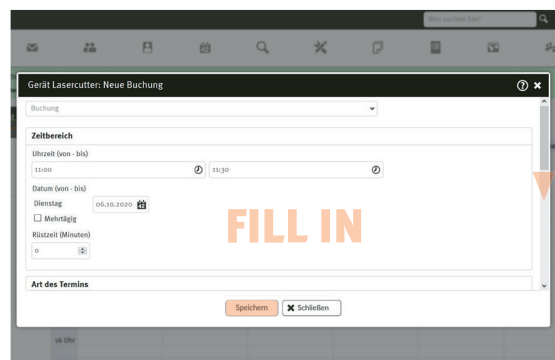 Was suchen Sie?
Gerät Lasercutter: Neue Buchung
Buchung
Zeitbereich
Uhrzeit (von - bis)
11:00 11:30
Datum (von - bis)
Dienstag 06.10.2020
Mehrtägig
Rüstzeit (Minuten)
0
FILL IN
Art des Termins
Speichern Schließen
16 Uhr